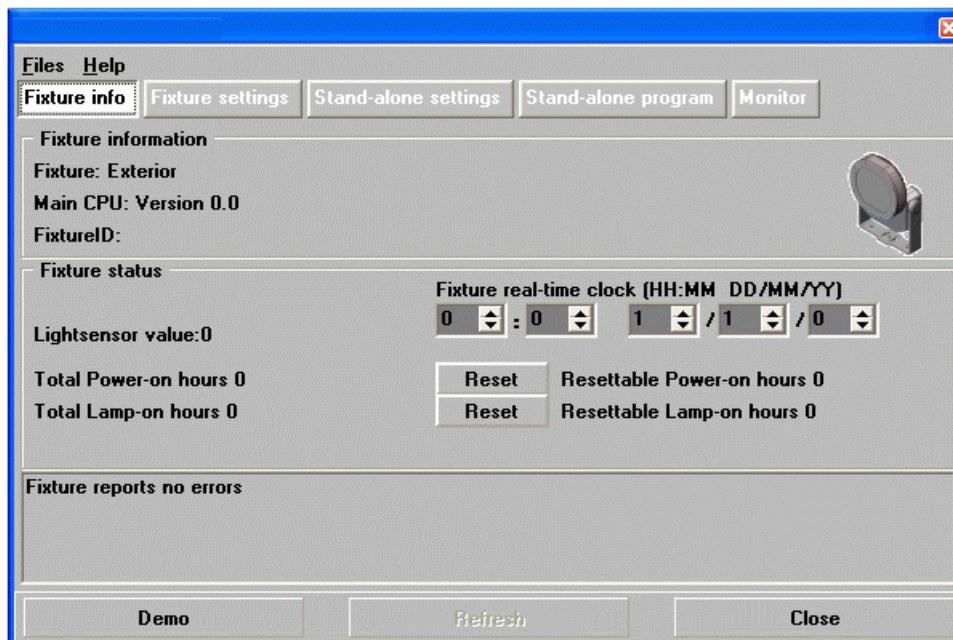 Files Help
Fixture info Fixture settings Stand-alone settings Stand-alone program Monitor
Fixture information
Fixture: Exterior
Main CPU: Version 0.0
FixtureID:
Fixture status
Fixture real-time clock (HH:MM DD/MM/YY)
0 : 0 1 / 1 / 0
Lightsensor value:0
Total Power-on hours 0 Reset Resettable Power-on hours 0
Total Lamp-on hours 0 Reset Resettable Lamp-on hours 0
Fixture reports no errors
Demo Refresh Close